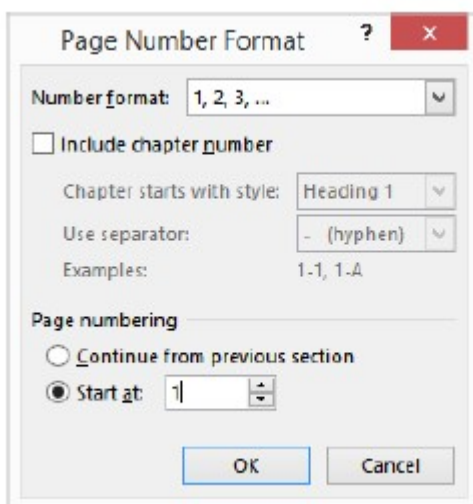 Page Number Format ? x
Number format: 1, 2, 3, ...
Include chapter number
Chapter starts with style: Heading 1
Use separator: - (hyphen)
Examples: 1-1, 1-A
Page numbering
Continue from previous section
Start at: 1
OK Cancel